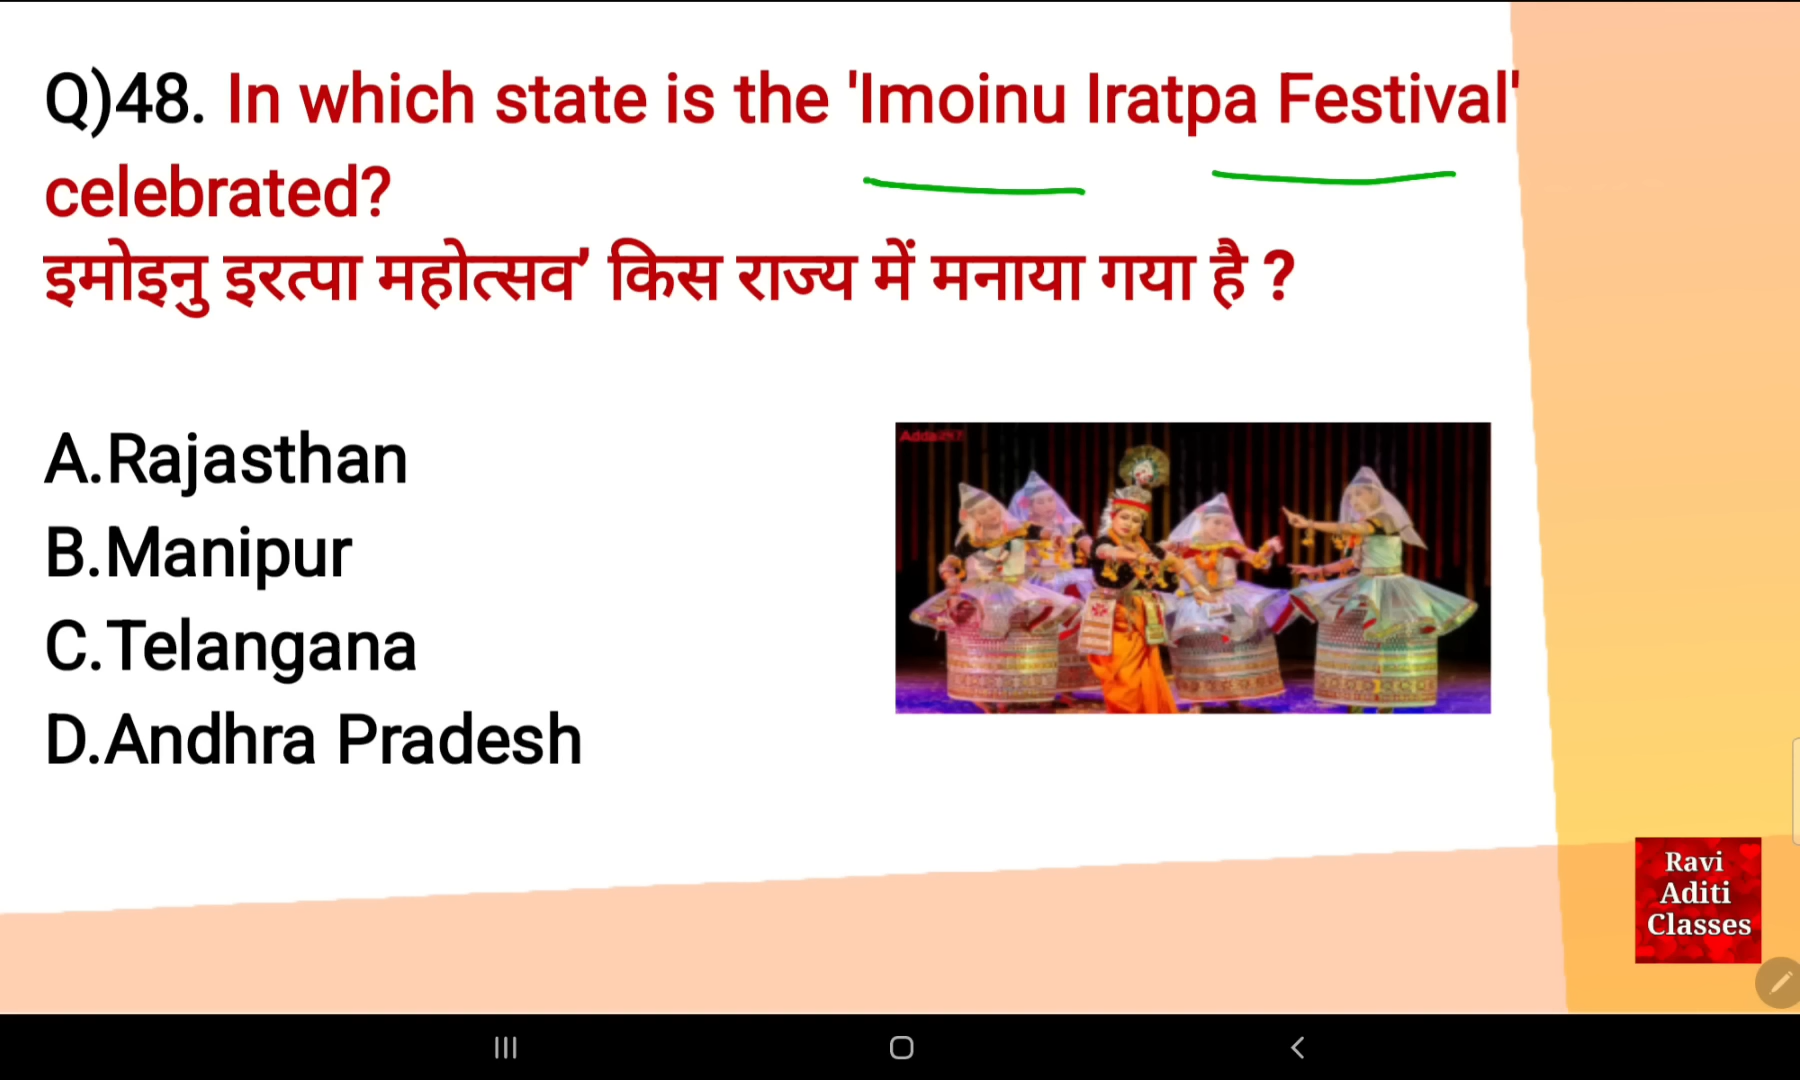 Q)48. In which state is the 'Imoinu Iratpa Festival'
celebrated?
इमोइनु इरत्पा महोत्सव’ किस राज्य में मनाया गया है ?
A.Rajasthan
B.Manipur
C.Telangana
D.Andhra Pradesh
Adda247
Ravi
Aditi
Classes